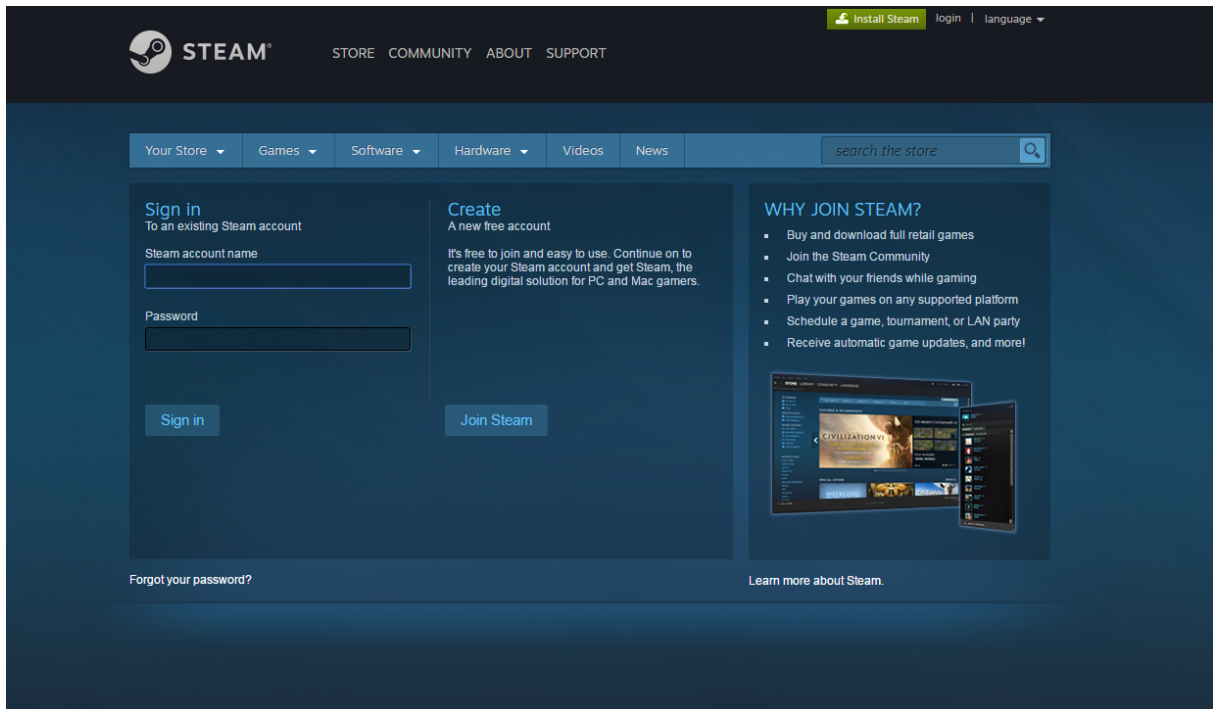 Install Steam login | language
STEAM®
STORE COMMUNITY ABOUT SUPPORT
Your Store Games Software Hardware Videos News search the store
Sign in
To an existing Steam account
Steam account name
Password
Sign in
Create
A new free account
It's free to join and easy to use. Continue on to
create your Steam account and get Steam, the
leading digital solution for PC and Mac gamers.
Join Steam
WHY JOIN STEAM?
Buy and download full retail games
Join the Steam Community
Chat with your friends while gaming
Play your games on any supported platform
Schedule a game, tournament, or LAN party
Receive automatic game updates, and more!
STORE LIBRARY COMMUNITY
CIVILIZATION VI
Forgot your password?
Learn more about Steam.